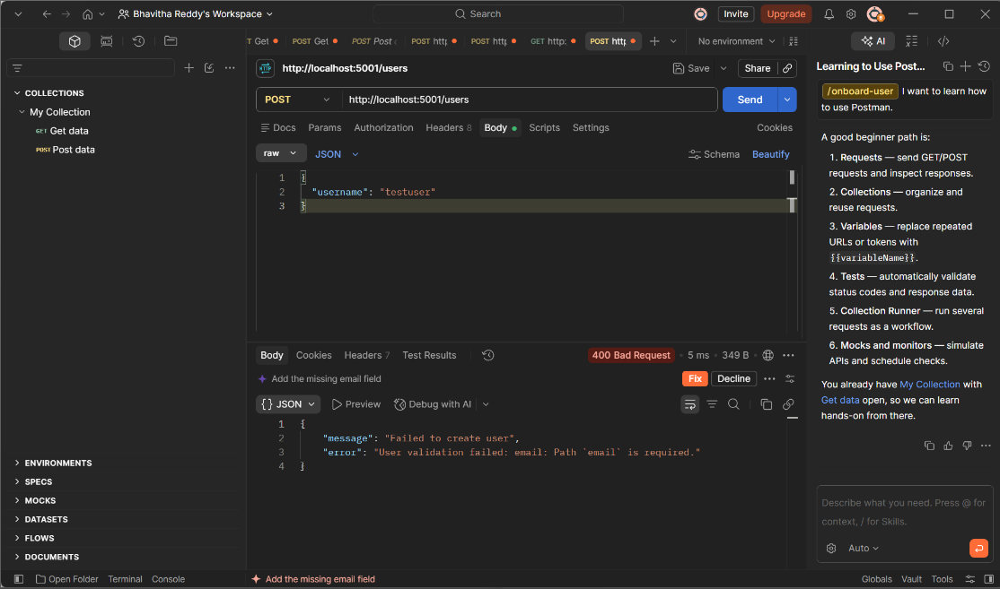 Bhavitha Reddy's Workspace
Search
Invite
Upgrade
Get
POST Get
POST Post
POST
POST
GET http:
POST
No environment
AI
HTTP
http://localhost:5001/users
Save
Share
Learning to Use Post...
COLLECTIONS
My Collection
GET Get data
POST Post data
POST
http://localhost:5001/users
Send
/onboard-user I want to learn how
to use Postman.
Docs
Params
Authorization
Headers 8
Body
Scripts
Settings
Cookies
raw
JSON
Schema
Beautify
1 {
2 "username": "testuser"
3 }
A good beginner path is:
1. Requests — send GET/POST
requests and inspect responses.
2. Collections — organize and
reuse requests.
3. Variables — replace repeated
URLs or tokens with
{{variableName}}.
4. Tests — automatically validate
status codes and response data.
5. Collection Runner — run several
requests as a workflow.
6. Mocks and monitors — simulate
APIs and schedule checks.
You already have My Collection with
Get data open, so we can learn
hands-on from there.
Body
Cookies
Headers 7
Test Results
400 Bad Request
5 ms
349 B
Add the missing email field
Fix
Decline
{} JSON
Preview
Debug with AI
1 {
2 "message": "Failed to create user",
3 "error": "User validation failed: email: Path `email` is required."
4 }
ENVIRONMENTS
SPECS
MOCKS
DATASETS
FLOWS
DOCUMENTS
Describe what you need. Press @ for
context, / for Skills.
Auto
Open Folder
Terminal
Console
Add the missing email field
Globals
Vault
Tools